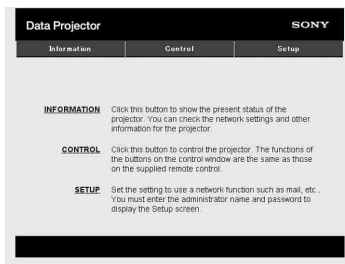 Data Projector SONY
Information Control Setup
INFORMATION Click this button to show the present status of the
projector. You can check the network settings and other
information for the projector.
CONTROL Click this button to control the projector. The functions of
the buttons on the control window are the same as those
on the supplied remote control.
SETUP Set the setting to use a network function such as mail, etc..
You must enter the administrator name and password to
display the Setup screen.